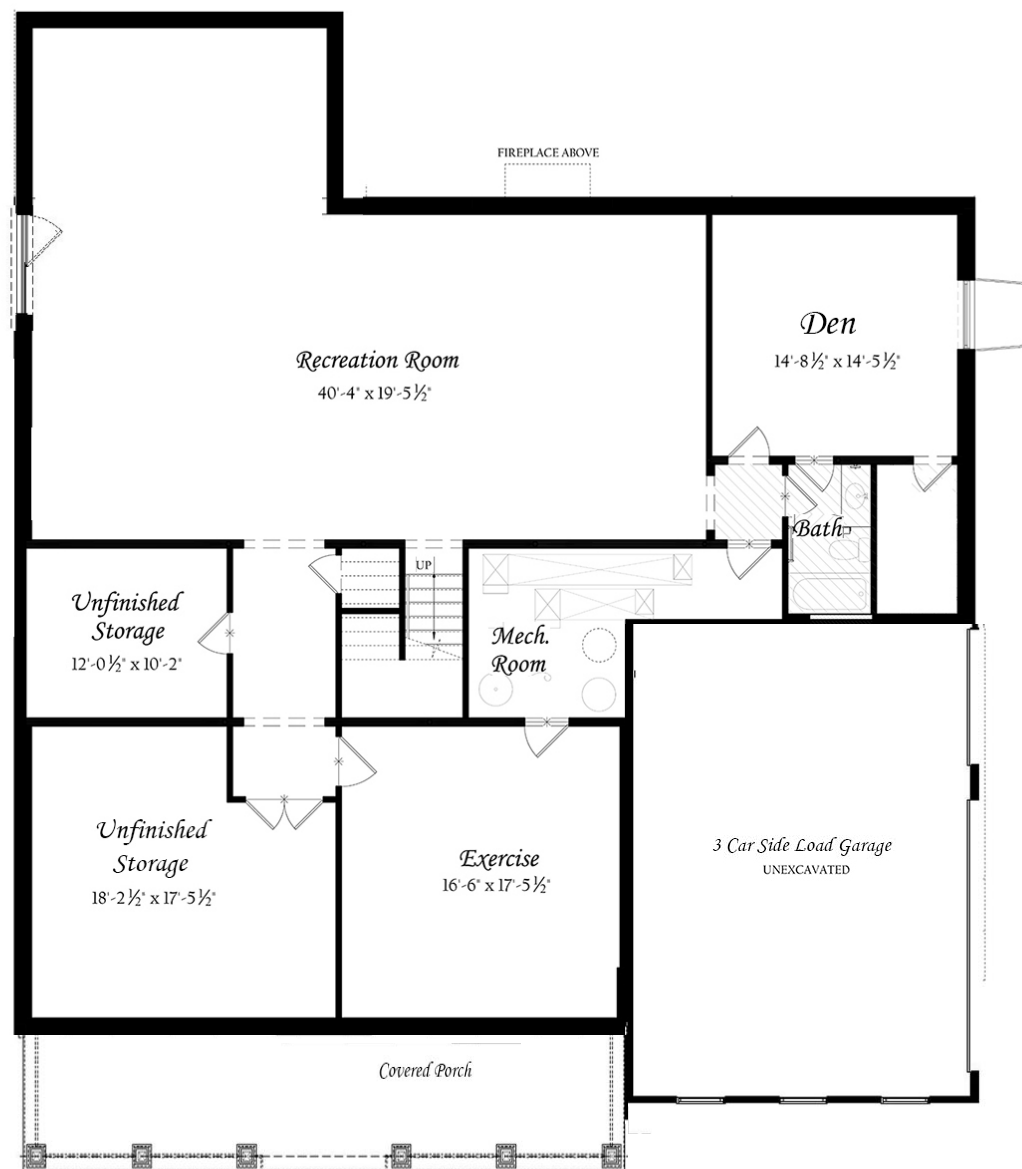 FIREPLACE ABOVE
Den
14'-8½" x 14'-5½"
Recreation Room
40'-4" x 19'-5½"
Bath
UP
Unfinished
Storage
12'-0½" x 10'-2"
Mech.
Room
Unfinished
Storage
18'-2½" x 17'-5½"
Exercise
16'-6" x 17'-5½"
3 Car Side Load Garage
UNEXCAVATED
Covered Porch